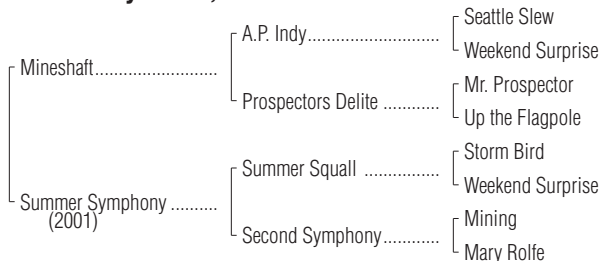 Seattle Slew
A.P. Indy..............................
Weekend Surprise
Mineshaft..........................
Mr. Prospector
Prospectors Delite ............
Up the Flagpole
Storm Bird
Summer Squall ................
Weekend Surprise
Summer Symphony ..........
(2001)
Mining
Second Symphony............
Mary Rolfe